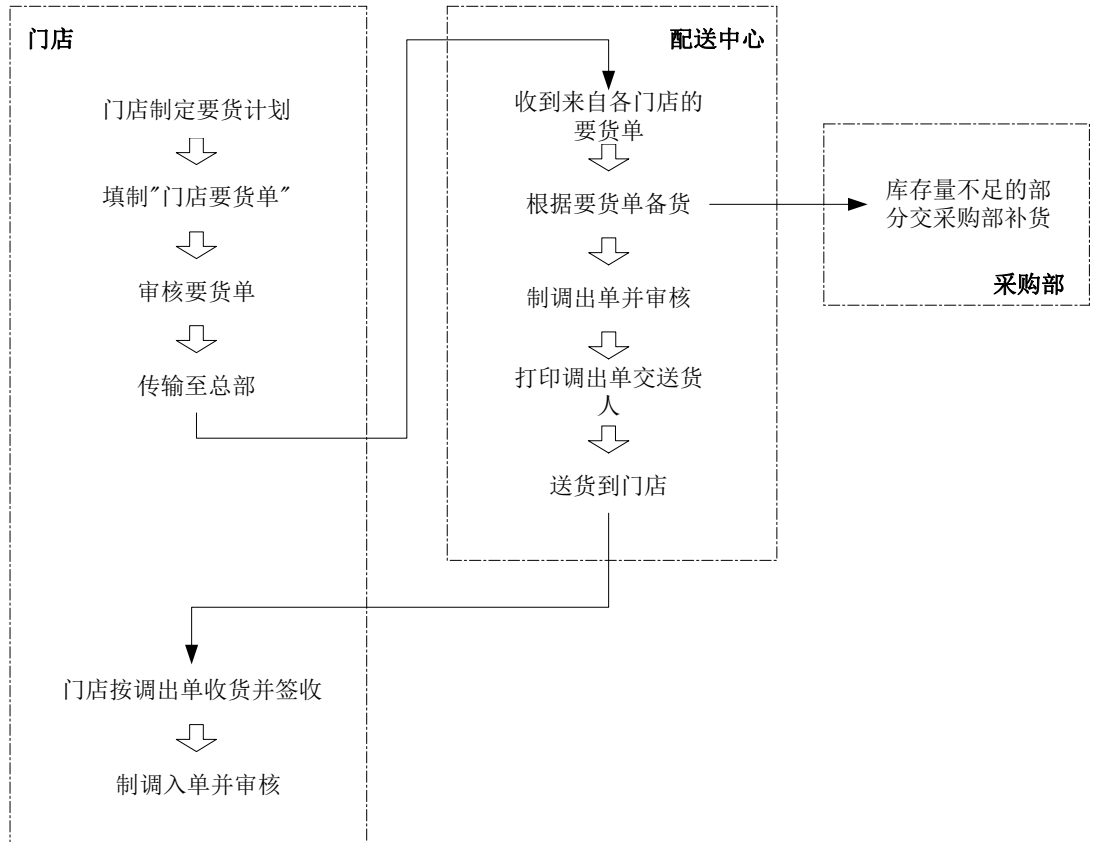 门店
门店制定要货计划
填制"门店要货单"
审核要货单
传输至总部
配送中心
收到来自各门店的
要货单
根据要货单备货
制调出单并审核
打印调出单交送货
人
送货到门店
库存量不足的部
分交采购部补货
采购部
门店按调出单收货并签收
制调入单并审核